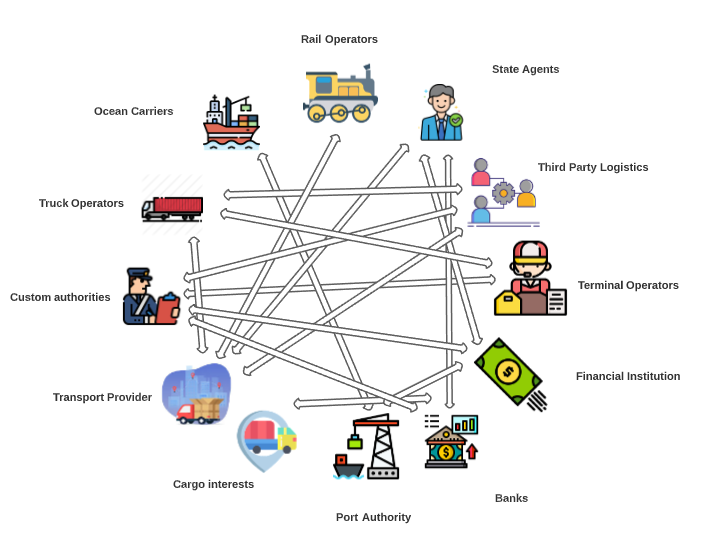 Rail Operators
State Agents
Ocean Carriers
Third Party Logistics
Truck Operators
Terminal Operators
Custom authorities
Financial Institution
Transport Provider
Cargo interests
Banks
Port Authority